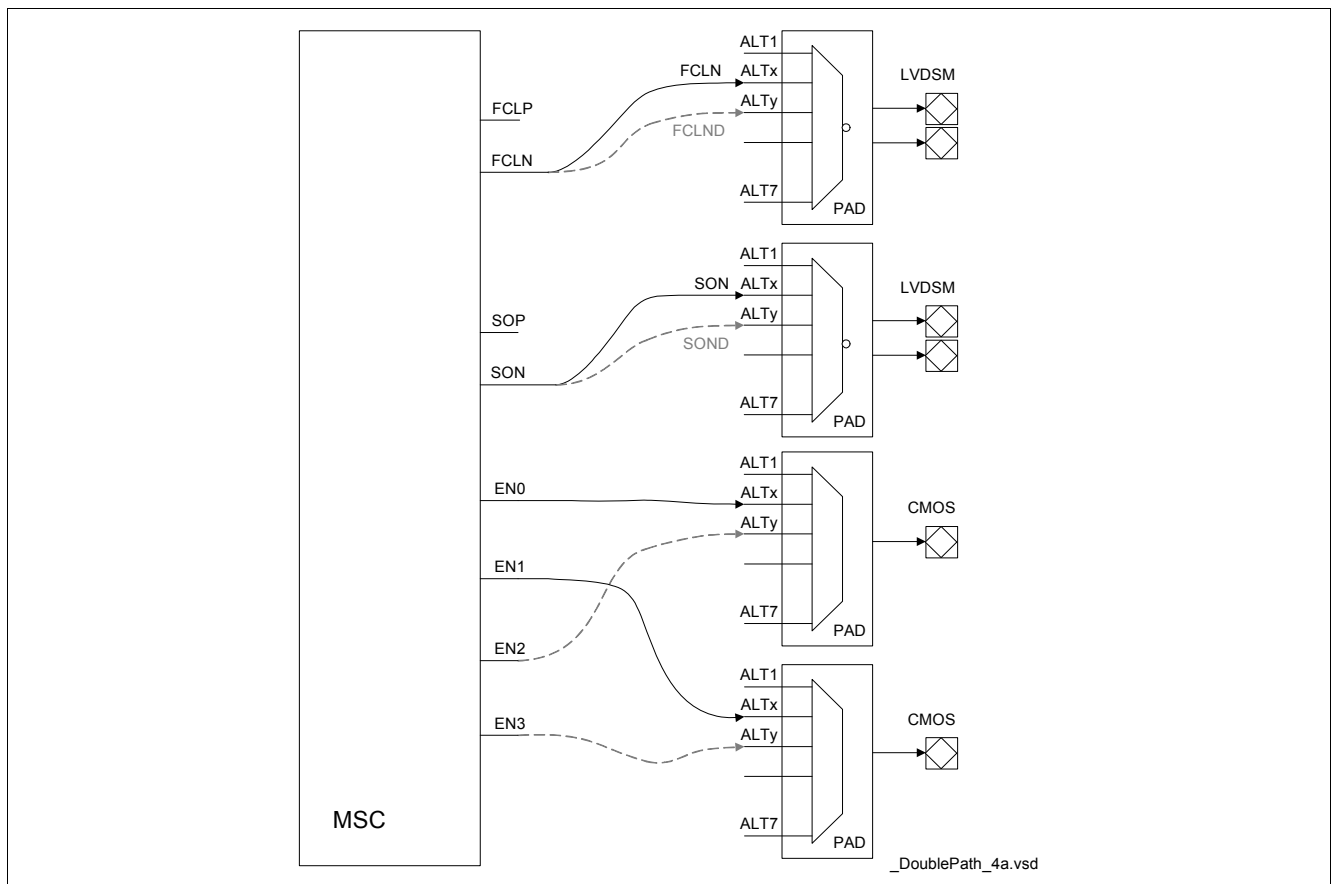 ALT1
FCLN ALTx
LVDSM
FCLP
ALTy
FCLND
FCLN
ALT7
PAD
ALT1
SON ALTx
LVDSM
SOP
ALTy
SOND
SON
ALT7
PAD
ALT1
EN0
ALTx
CMOS
ALTy
EN1
ALT7
PAD
EN2
ALT1
ALTx
EN3
CMOS
ALTy
MSC
ALT7
PAD
_DoublePath_4a.vsd